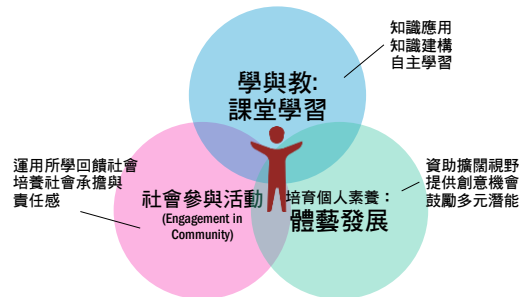 知識應用
知識建構
自主學習
學與教:
課堂學習
運用所學回饋社會
培養社會承擔與
責任感
社會參與活動
(Engagement in
Community)
培育個人素養：
體藝發展
資助擴闊視野
提供創意機會
鼓勵多元潛能